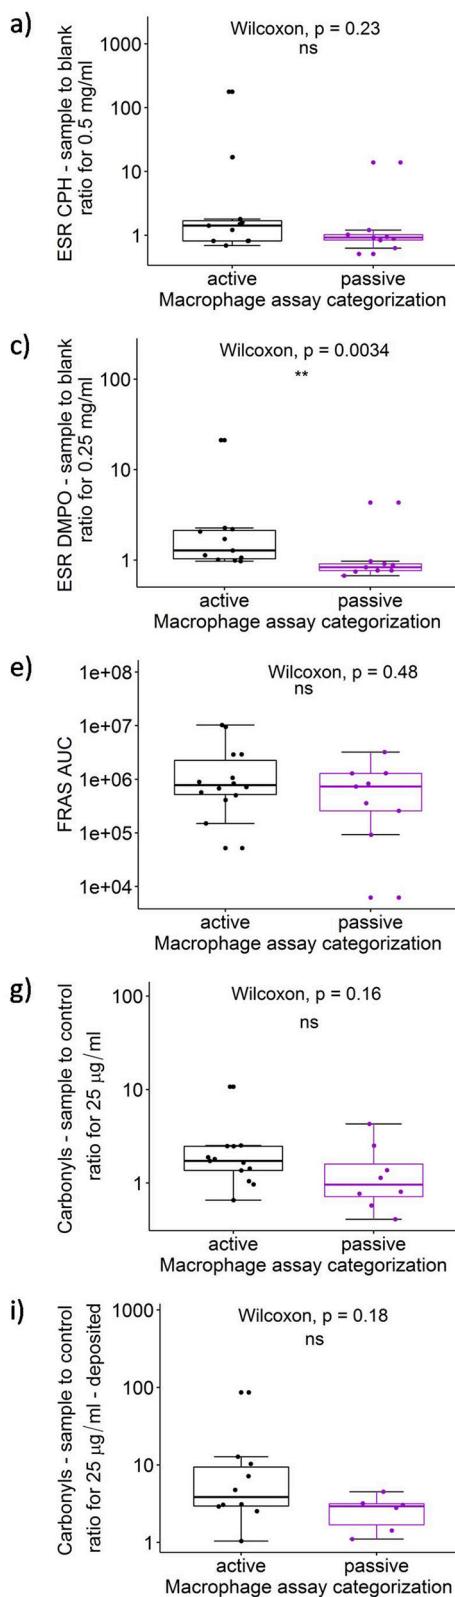 a)
ESR CPH - sample to blank
ratio for 0.5 mg/ml
Wilcoxon, p = 0.23
ns
1000
100
10
1
active
passive
Macrophage assay categorization
c)
ESR DMPO - sample to blank
ratio for 0.25 mg/ml
Wilcoxon, p = 0.0034
**
100
10
1
active
passive
Macrophage assay categorization
e)
FRAS AUC
Wilcoxon, p = 0.48
ns
1e+08
1e+07
1e+06
1e+05
1e+04
active
passive
Macrophage assay categorization
g)
Carbonyls - sample to control
ratio for 25 μg/ml
Wilcoxon, p = 0.16
ns
100
10
1
active
passive
Macrophage assay categorization
i)
Carbonyls - sample to control
ratio for 25 μg/ml - deposited
Wilcoxon, p = 0.18
ns
1000
100
10
1
active
passive
Macrophage assay categorization